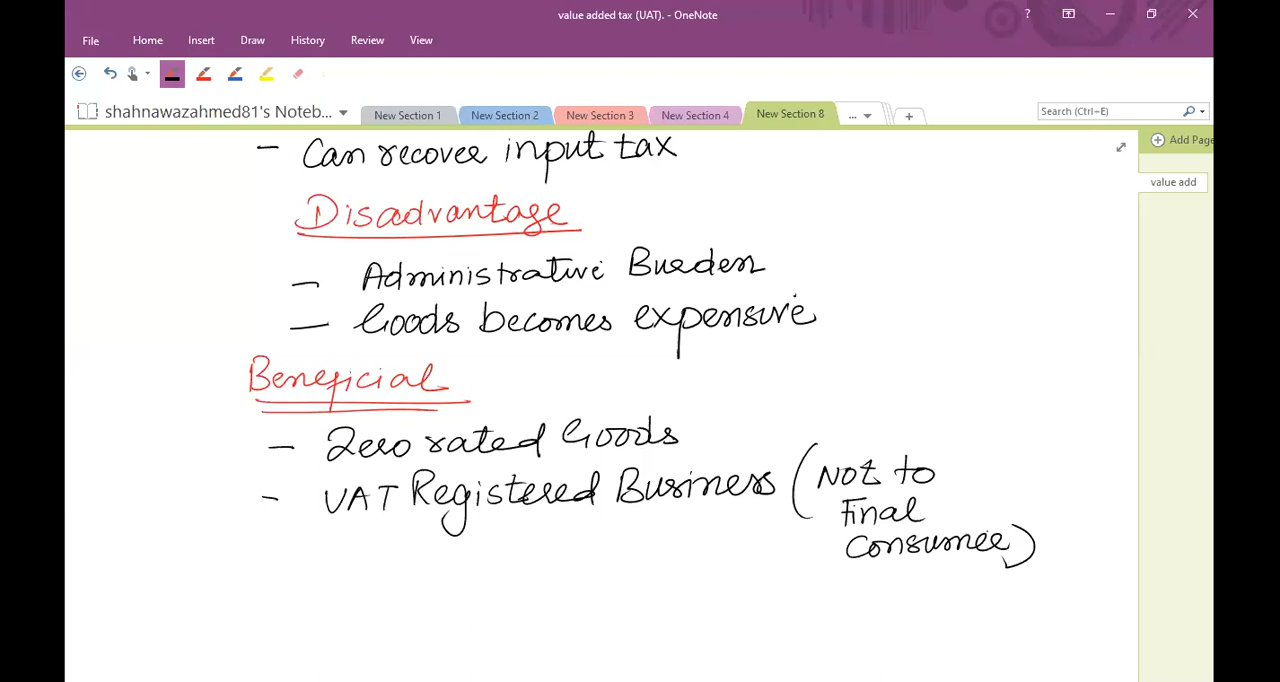 value added tax (UAT). - OneNote
?
File Home Insert Draw History Review View
shahnawazahmed81's Noteb... New Section 1 New Section 2 New Section 3 New Section 4 New Section 8 ... + Search (Ctrl+E)
Add Page
value add
- Can recover input tax
Disadvantage
- Administrative Burden
- Goods becomes expensive
Beneficial
- Zero rated Goods
- VAT Registered Business (Not to
Final
Consumer)